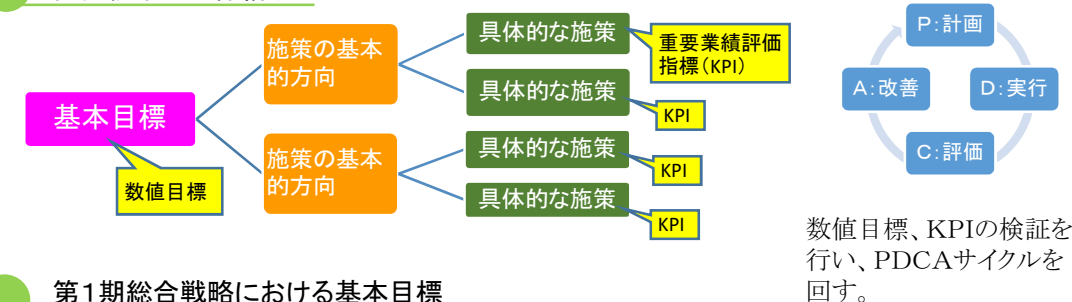 基本目標
数値目標
施策の基本
的方向
施策の基本
的方向
具体的な施策
重要業績評価
指標(KPI)
具体的な施策
KPI
具体的な施策
KPI
具体的な施策
KPI
P:計画
D:実行
C:評価
A:改善
数値目標、KPIの検証を
行い、PDCAサイクルを
回す。
第1期総合戦略における基本目標